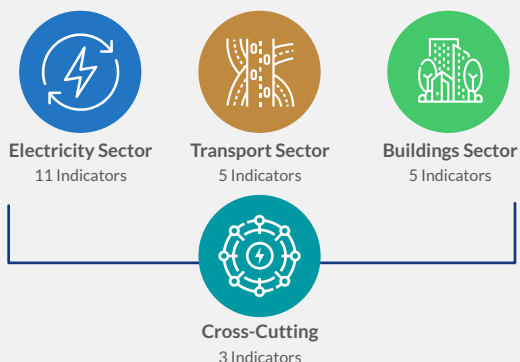 Electricity Sector
11 Indicators
Transport Sector
5 Indicators
Buildings Sector
5 Indicators
Cross-Cutting
3 Indicators